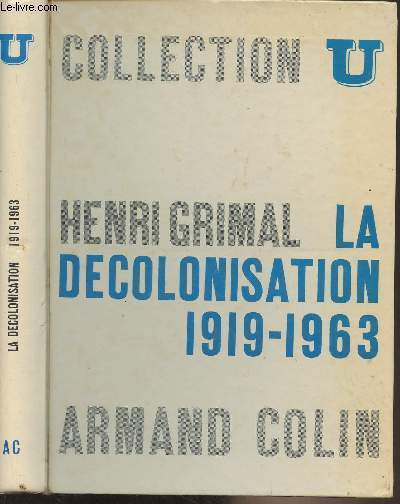 Le-livre.com
U
LA DECOLONISATION 1919-1963
AC
COLLECTION U
HENRI GRIMAL LA
DECOLONISATION
1919-1963
ARMAND COLIN